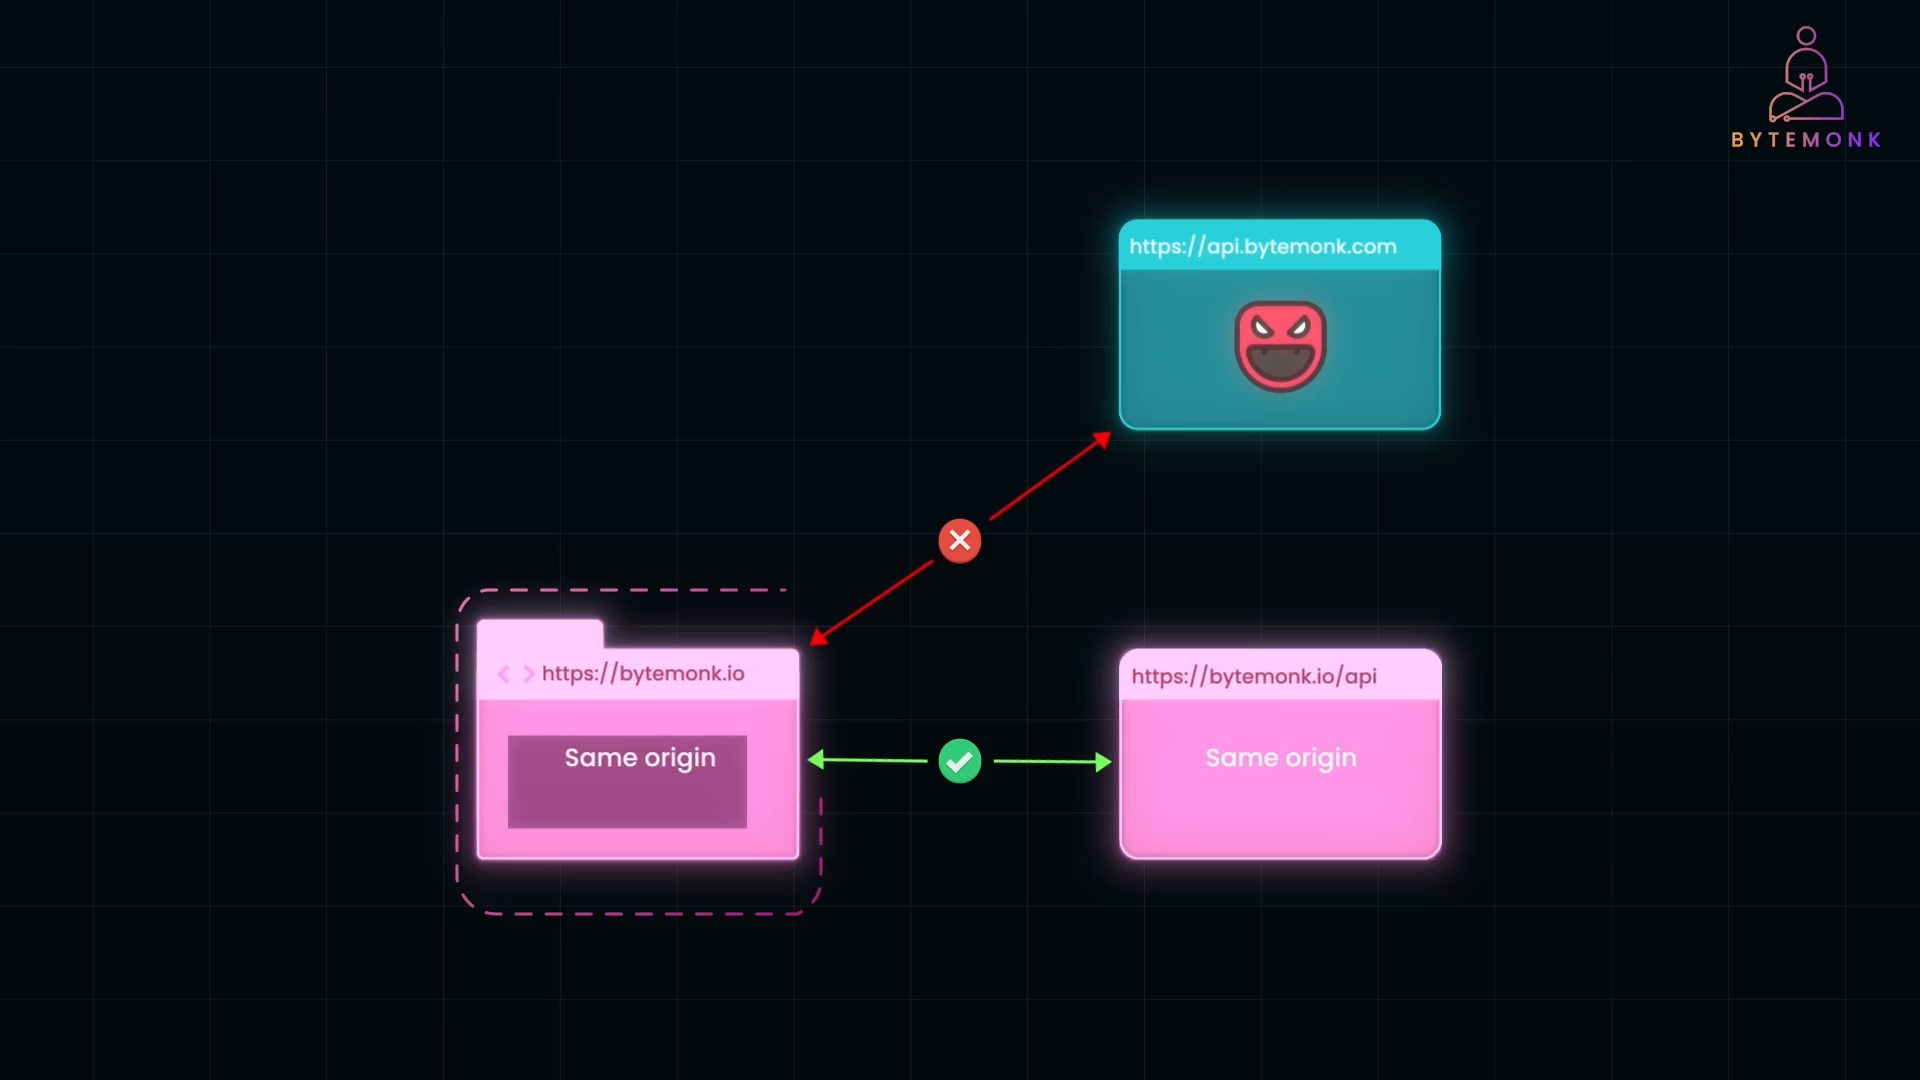 BYTEMONK
https://api.bytemonk.com
https://bytemonk.io
https://bytemonk.io/api
Same origin
Same origin